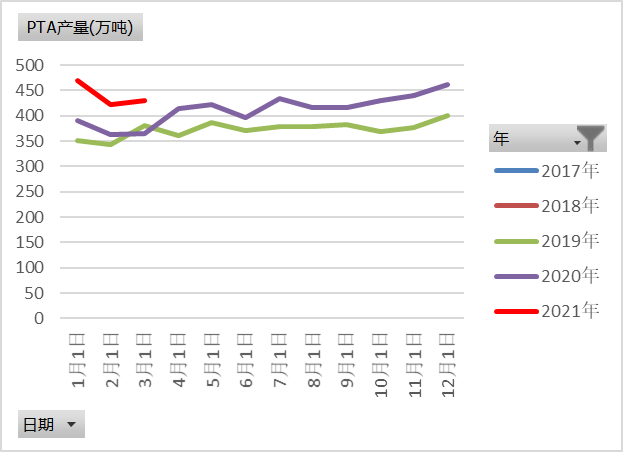 PTA产量(万吨)
500
450
400
350
300
250
200
150
100
50
0
1月1日
2月1日
3月1日
4月1日
5月1日
6月1日
7月1日
8月1日
9月1日
10月1日
11月1日
12月1日
年
2017年
2018年
2019年
2020年
2021年
日期